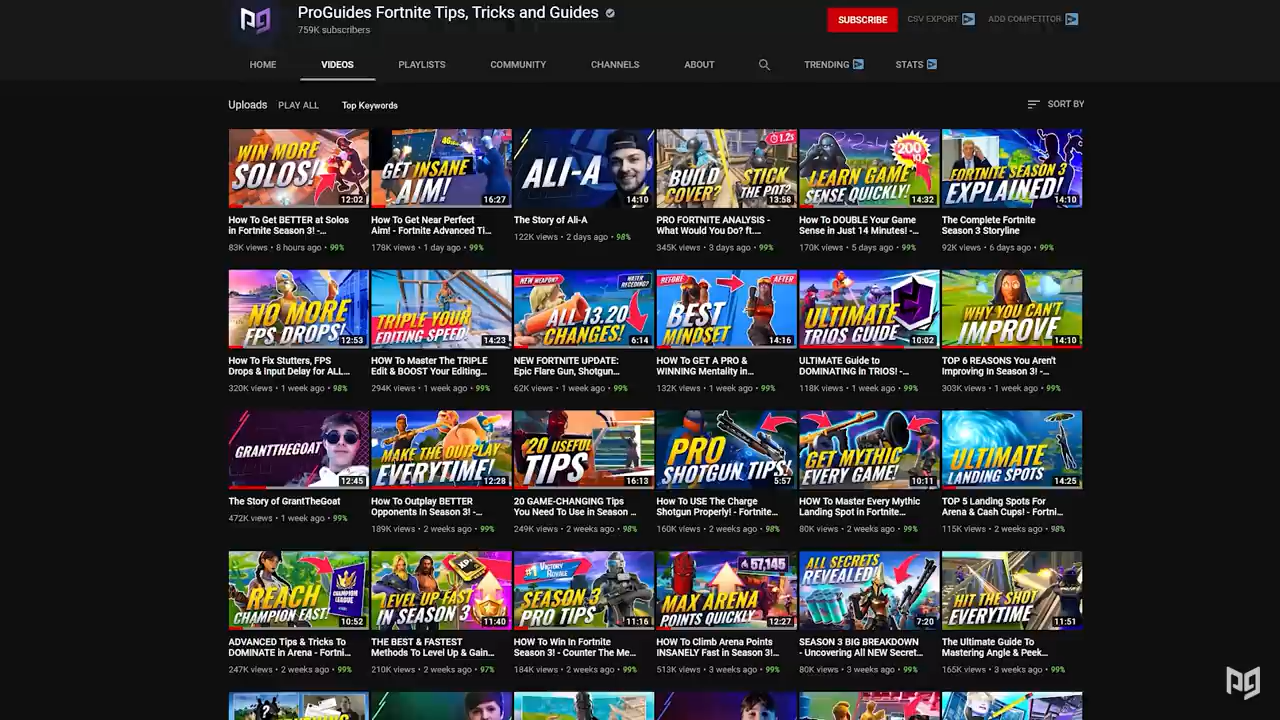 ProGuides Fortnite Tips, Tricks and Guides
759K subscribers
SUBSCRIBE
CSV EXPORT
ADD COMPETITOR
HOME
VIDEOS
PLAYLISTS
COMMUNITY
CHANNELS
ABOUT
TRENDING
STATS
Uploads
PLAY ALL
Top Keywords
SORT BY
WIN MORE
SOLOS!
12:02
How To Get BETTER at Solos
in Fortnite Season 3! -...
83K views • 8 hours ago • 99%
GET INSANE
AIM!
16:27
How To Get Near Perfect
Aim! - Fortnite Advanced Ti...
178K views • 1 day ago • 99%
ALI-A
14:10
The Story of Ali-A
122K views • 2 days ago • 98%
1.2s
BUILD
COVER?
STICK
THE POT?
13:58
PRO FORTNITE ANALYSIS -
What Would You Do? ft....
345K views • 3 days ago • 99%
200
IQ
LEARN GAME
SENSE QUICKLY!
14:32
How To DOUBLE Your Game
Sense in Just 14 Minutes! -...
170K views • 5 days ago • 99%
FORTNITE SEASON 3
EXPLAINED!
14:10
The Complete Fortnite
Season 3 Storyline
92K views • 6 days ago • 99%
NO MORE
FPS DROPS!
12:53
How To Fix Stutters, FPS
Drops & Input Delay for ALL...
320K views • 1 week ago • 98%
TRIPLE YOUR
EDITING SPEED!
14:23
HOW To Master The TRIPLE
Edit & BOOST Your Editing...
294K views • 1 week ago • 99%
NEW WEAPON?
WATER
RECEDING?
ALL 13.20
CHANGES!
6:14
NEW FORTNITE UPDATE:
Epic Flare Gun, Shotgun...
62K views • 1 week ago • 99%
BEFORE
AFTER
BEST
MINDSET
14:16
HOW To GET A PRO &
WINNING Mentality in...
132K views • 1 week ago • 99%
ULTIMATE
TRIOS GUIDE
10:02
ULTIMATE Guide to
DOMINATING in TRIOS! -...
118K views • 1 week ago • 99%
WHY YOU CAN'T
IMPROVE
14:10
TOP 6 REASONS You Aren't
Improving In Season 3! -...
303K views • 1 week ago • 99%
GRANTTHEGOAT
12:45
The Story of GrantTheGoat
472K views • 1 week ago • 99%
MAKE THE OUTPLAY
EVERYTIME!
12:28
How To Outplay BETTER
Opponents In Season 3! -...
189K views • 2 weeks ago • 99%
20 USEFUL
TIPS
16:13
20 GAME-CHANGING Tips
You Need To Use in Season ...
249K views • 2 weeks ago • 98%
PRO
SHOTGUN TIPS!
5:57
How To USE The Charge
Shotgun Properly! - Fortnite...
160K views • 2 weeks ago • 98%
GET MYTHIC
EVERY GAME!
10:11
HOW To Master Every Mythic
Landing Spot in Fortnite...
80K views • 2 weeks ago • 99%
ULTIMATE
LANDING SPOTS
14:25
TOP 5 Landing Spots For
Arena & Cash Cups! - Fortni...
115K views • 2 weeks ago • 98%
CHAMPION
LEAGUE
REACH
CHAMPION EAST!
10:52
ADVANCED Tips & Tricks To
DOMINATE in Arena - Fortni...
247K views • 2 weeks ago • 99%
XP
LEVEL UP FAST
IN SEASON 3
11:40
THE BEST & FASTEST
Methods To Level Up & Gain...
210K views • 2 weeks ago • 97%
#1 VICTORY
ROYALE
SEASON 3
PRO TIPS
11:16
HOW To Win In Fortnite
Season 3! - Counter The Me...
184K views • 2 weeks ago • 99%
57,145
MAX ARENA
POINTS QUICKLY
12:27
HOW To Climb Arena Points
INSANELY Fast in Season 3!...
513K views • 3 weeks ago • 99%
ALL SECRETS
REVEALED!
7:20
SEASON 3 BIG BREAKDOWN
- Uncovering All NEW Secret...
80K views • 3 weeks ago • 99%
HIT THE SHOT
EVERYTIME
11:51
The Ultimate Guide To
Mastering Angle & Peek...
165K views • 3 weeks ago • 99%